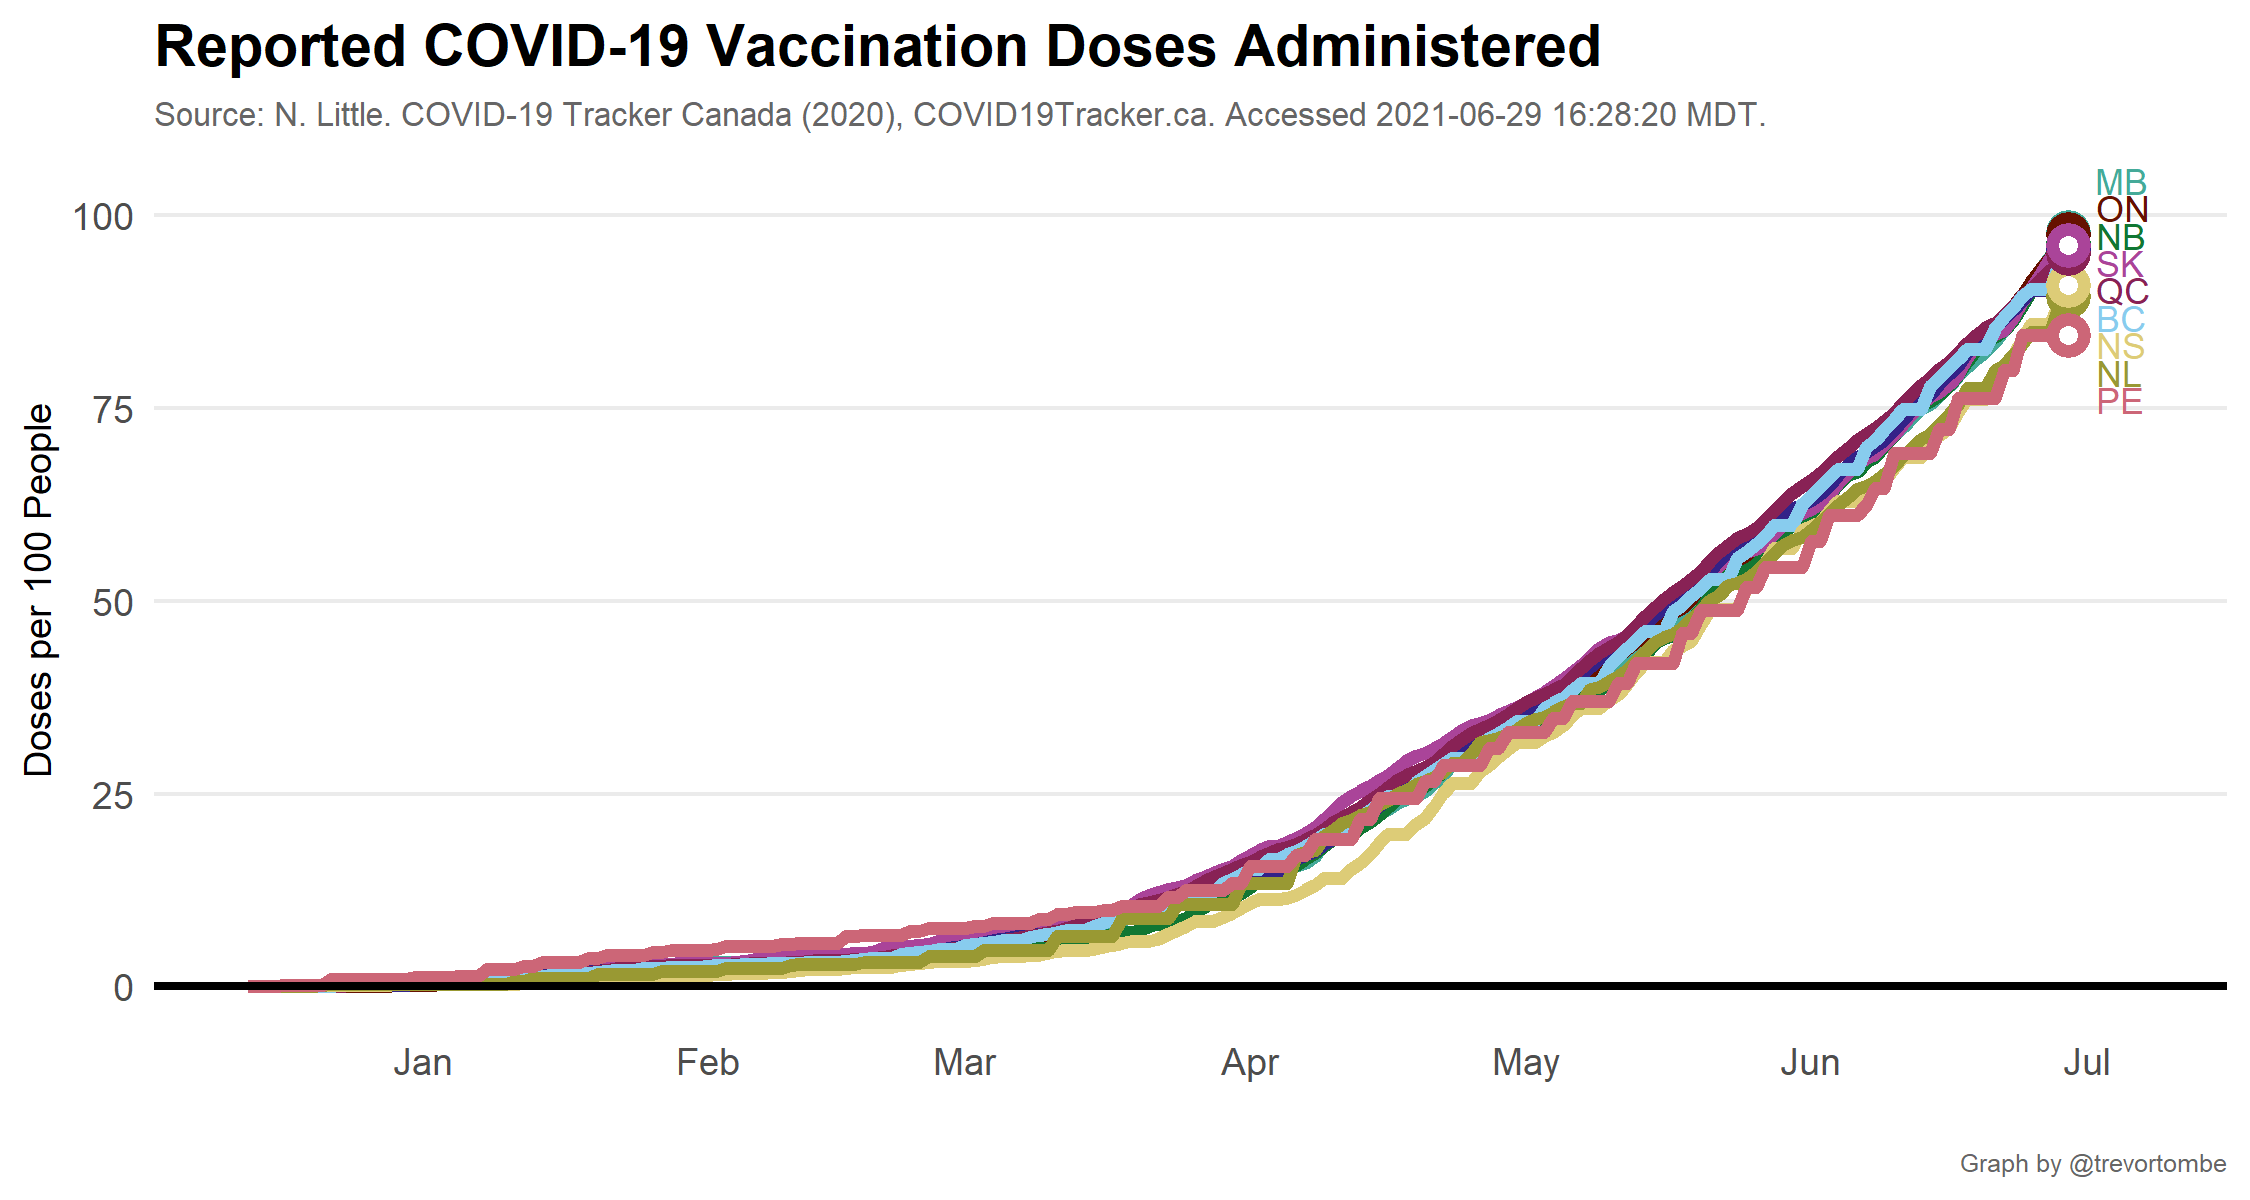 Reported COVID-19 Vaccination Doses Administered
Source: N. Little. COVID-19 Tracker Canada (2020), COVID19Tracker.ca. Accessed 2021-06-29 16:28:20 MDT.
Doses per 100 People
100
75
50
25
0
MB
ON
NB
SK
QC
BC
NS
NL
PE
Jan Feb Mar Apr May Jun Jul
Graph by @trevortombe